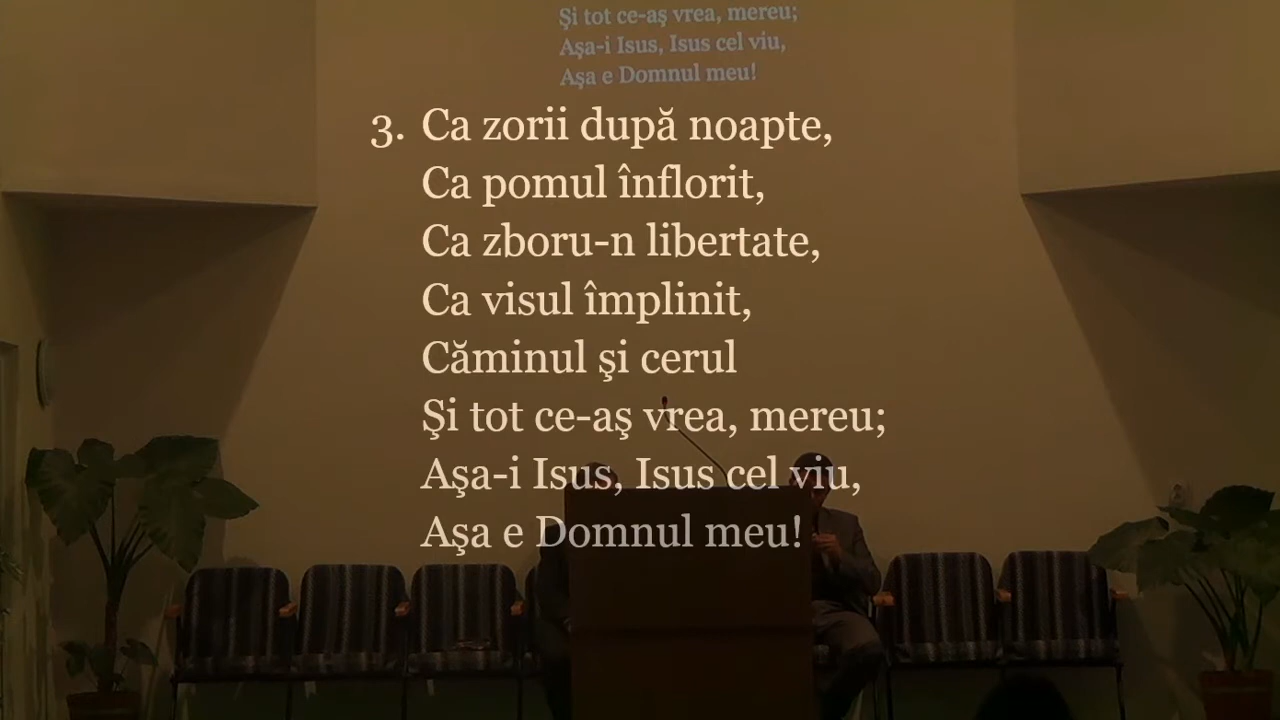 Şi tot ce-aş vrea, mereu;
Aşa-i Isus, Isus cel viu,
Aşa e Domnul meu!
3. Ca zorii după noapte,
Ca pomul înflorit,
Ca zboru-n libertate,
Ca visul împlinit,
Căminul şi cerul
Şi tot ce-aş vrea, mereu;
Aşa-i Isus, Isus cel viu,
Aşa e Domnul meu!